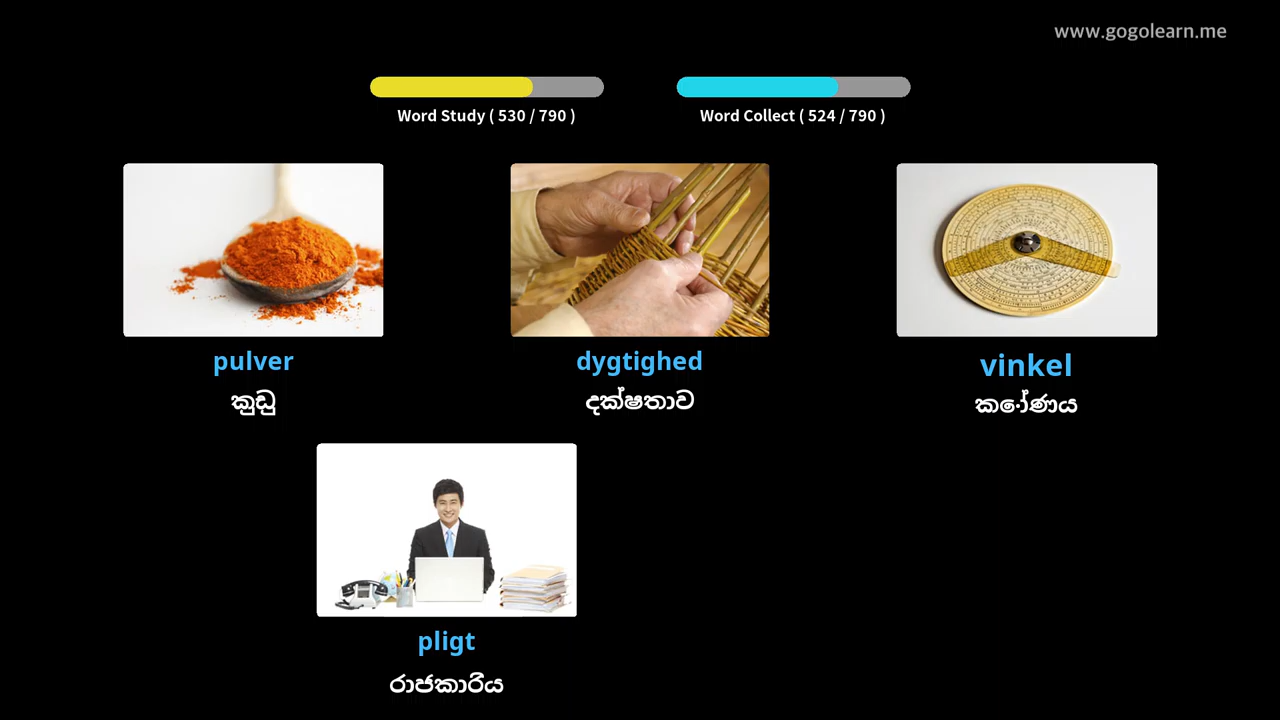 www.gogolearn.me
Word Study ( 530 / 790 )
Word Collect ( 524 / 790 )
pulver
කුඩු
dygtighed
දක්ෂතාව
vinkel
කෝණය
pligt
රාජකාරිය